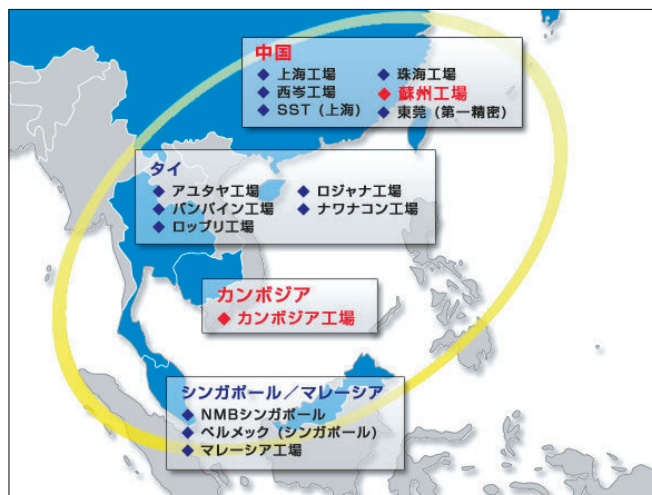 中国
◆ 上海工場 ◆ 珠海工場
◆ 西岑工場 ◆ 蘇州工場
◆ SST (上海) ◆ 東莞 (第一精密)
タイ
◆ アユタヤ工場 ◆ ロジャナ工場
◆ バンパイン工場 ◆ ナワナコン工場
◆ ロッブリ工場
カンボジア
◆ カンボジア工場
シンガポール／マレーシア
◆ NMBシンガポール
◆ ペルメック (シンガポール)
◆ マレーシア工場